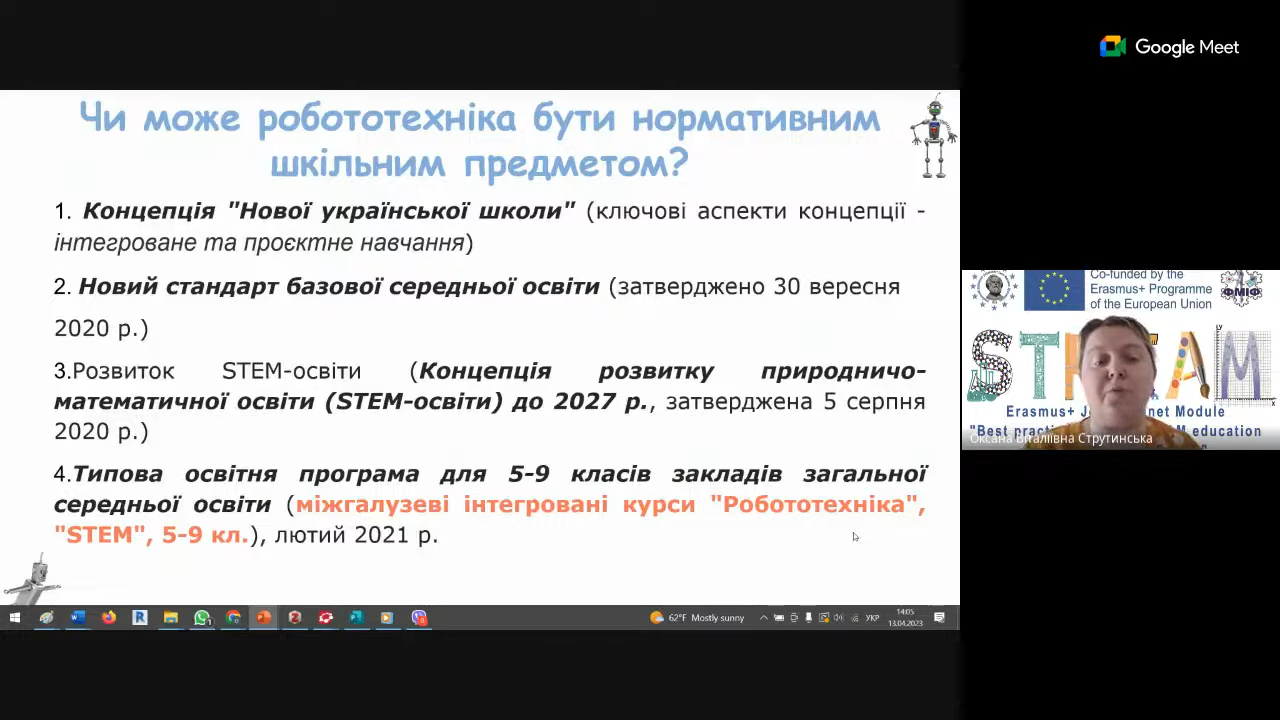 Google Meet
Чи може робототехніка бути нормативним
шкільним предметом?
1. Концепція "Нової української школи" (ключові аспекти концепції -
інтегроване та проєктне навчання)
2. Новий стандарт базової середньої освіти (затверджено 30 вересня
2020 р.)
3.Розвиток STEM-освіти (Концепція розвитку природничо-
математичної освіти (STEM-освіти) до 2027 р., затверджена 5 серпня
2020 р.)
4.Типова освітня програма для 5-9 класів закладів загальної
середньої освіти (міжгалузеві інтегровані курси "Робототехніка",
"STEM", 5-9 кл.), лютий 2021 р.
Co-funded by the
Erasmus+ Programme
of the European Union
ФМІФ
Erasmus+ net Module
"Best education
Оксана Віталіївна Струтинська
62°F Mostly sunny
УКР
14:05
13.04.2023